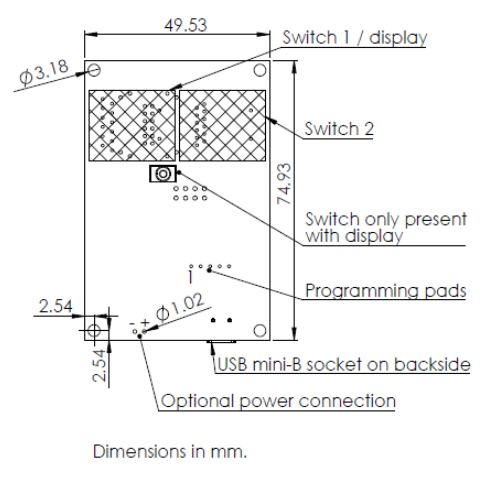 49.53
Switch 1 / display
Ø3.18
Switch 2
74.93
Switch only present
with display
1
Programming pads
2.54
- +
Ø1.02
2.54
USB mini-B socket on backside
Optional power connection
Dimensions in mm.